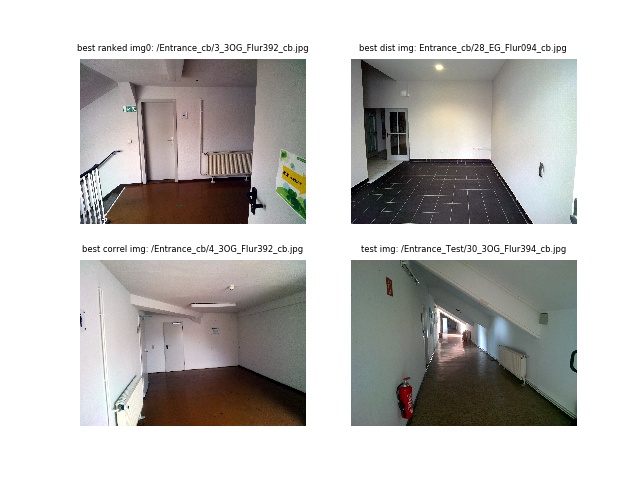 best ranked img0: /Entrance_cb/3_3OG_Flur392_cb.jpg
best dist img: Entrance_cb/28_EG_Flur094_cb.jpg
best correl img: /Entrance_cb/4_3OG_Flur392_cb.jpg
test img: /Entrance_Test/30_3OG_Flur394_cb.jpg